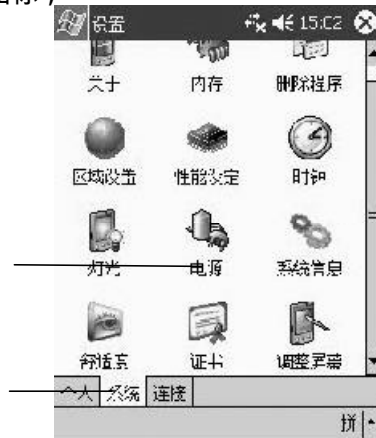 设置 15:02
关于 内存 删除程序
区域设置 性能设定 时钟
灯光 电源 系统信息
证书 调整屏幕
个人 系统 连接
拼